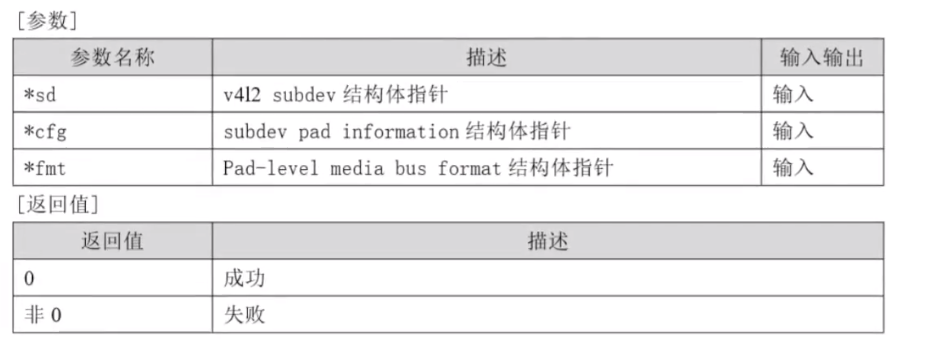 [参数]
参数名称 描述 输入输出
*sd v4l2 subdev 结构体指针 输入
*cfg subdev pad information 结构体指针 输入
*fmt Pad-level media bus format 结构体指针 输入
[返回值]
返回值 描述
0 成功
非 0 失败